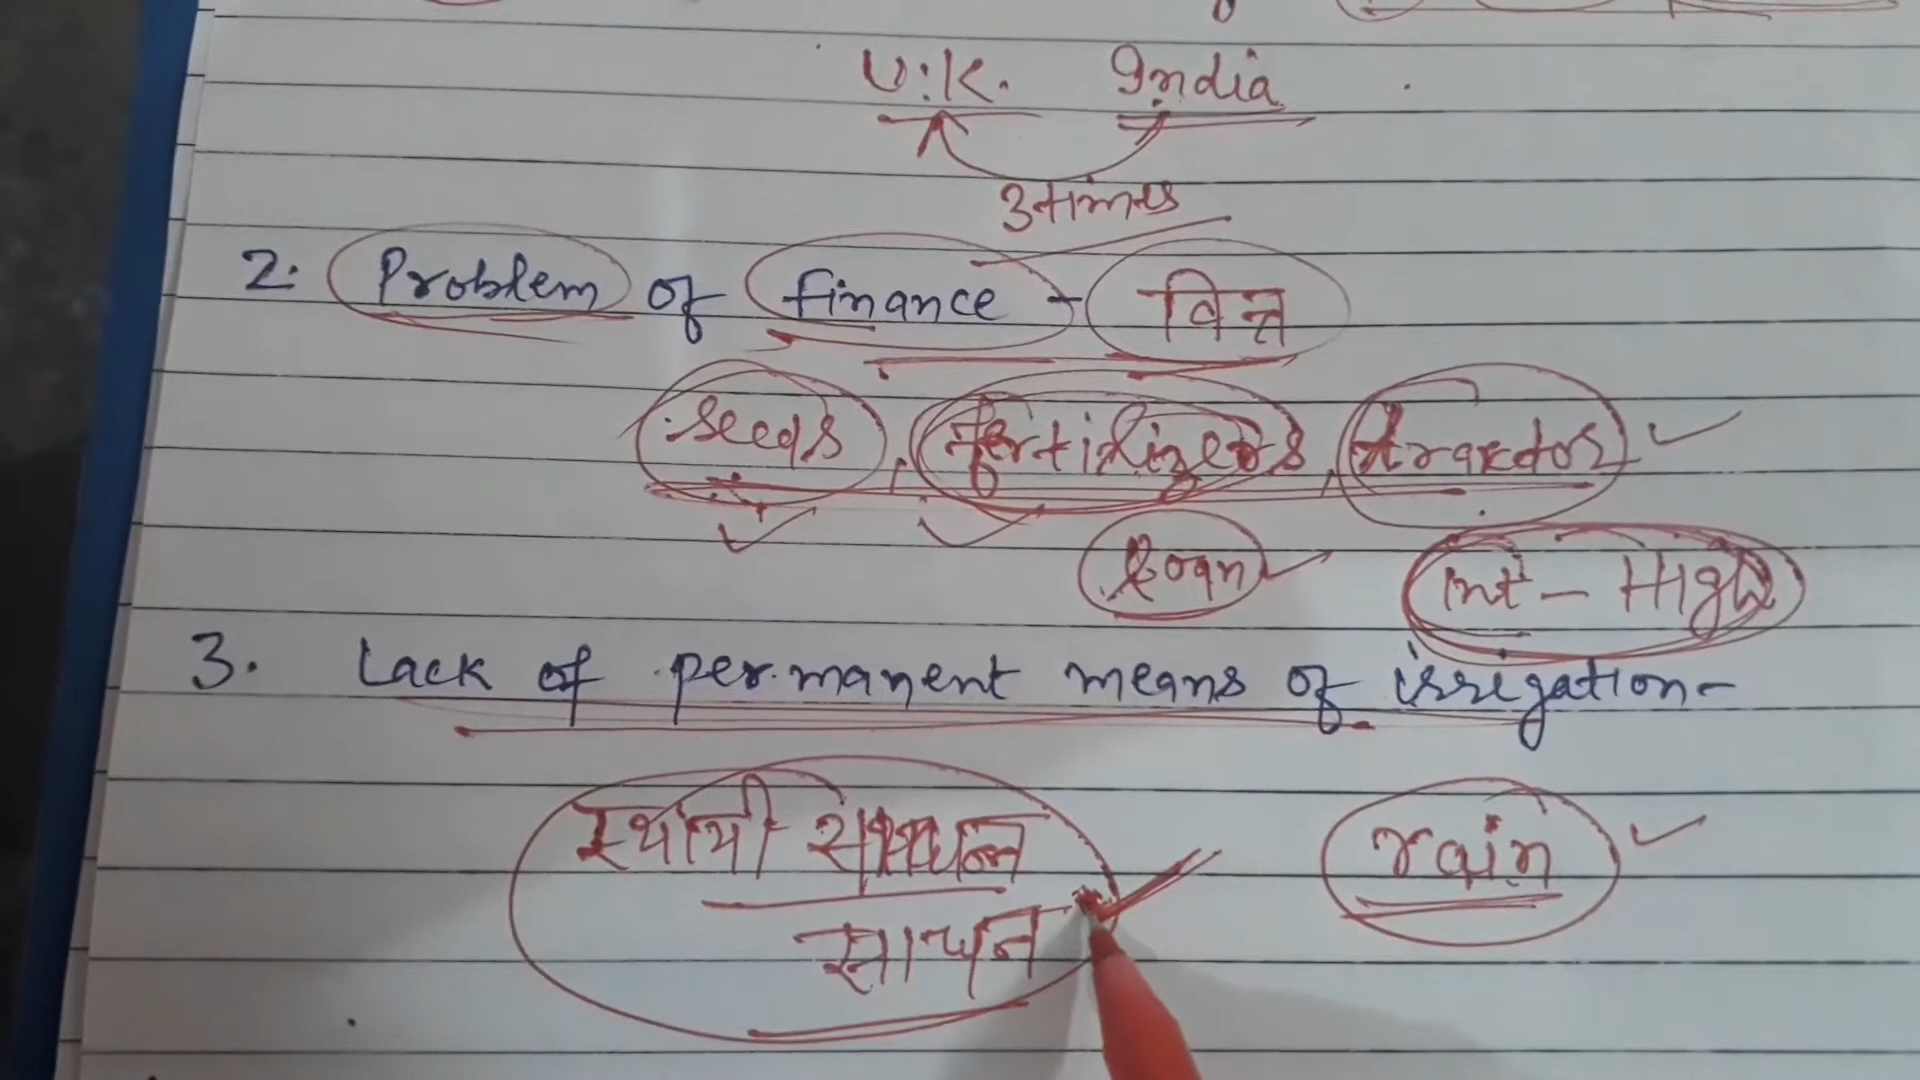 U.K. India
3 times
2. Problem of finance - वित्त
seeds, fertilizers, traktor
Loan Int - High
3. Lack of permanent means of irrigation-
स्थायी rain
साधन